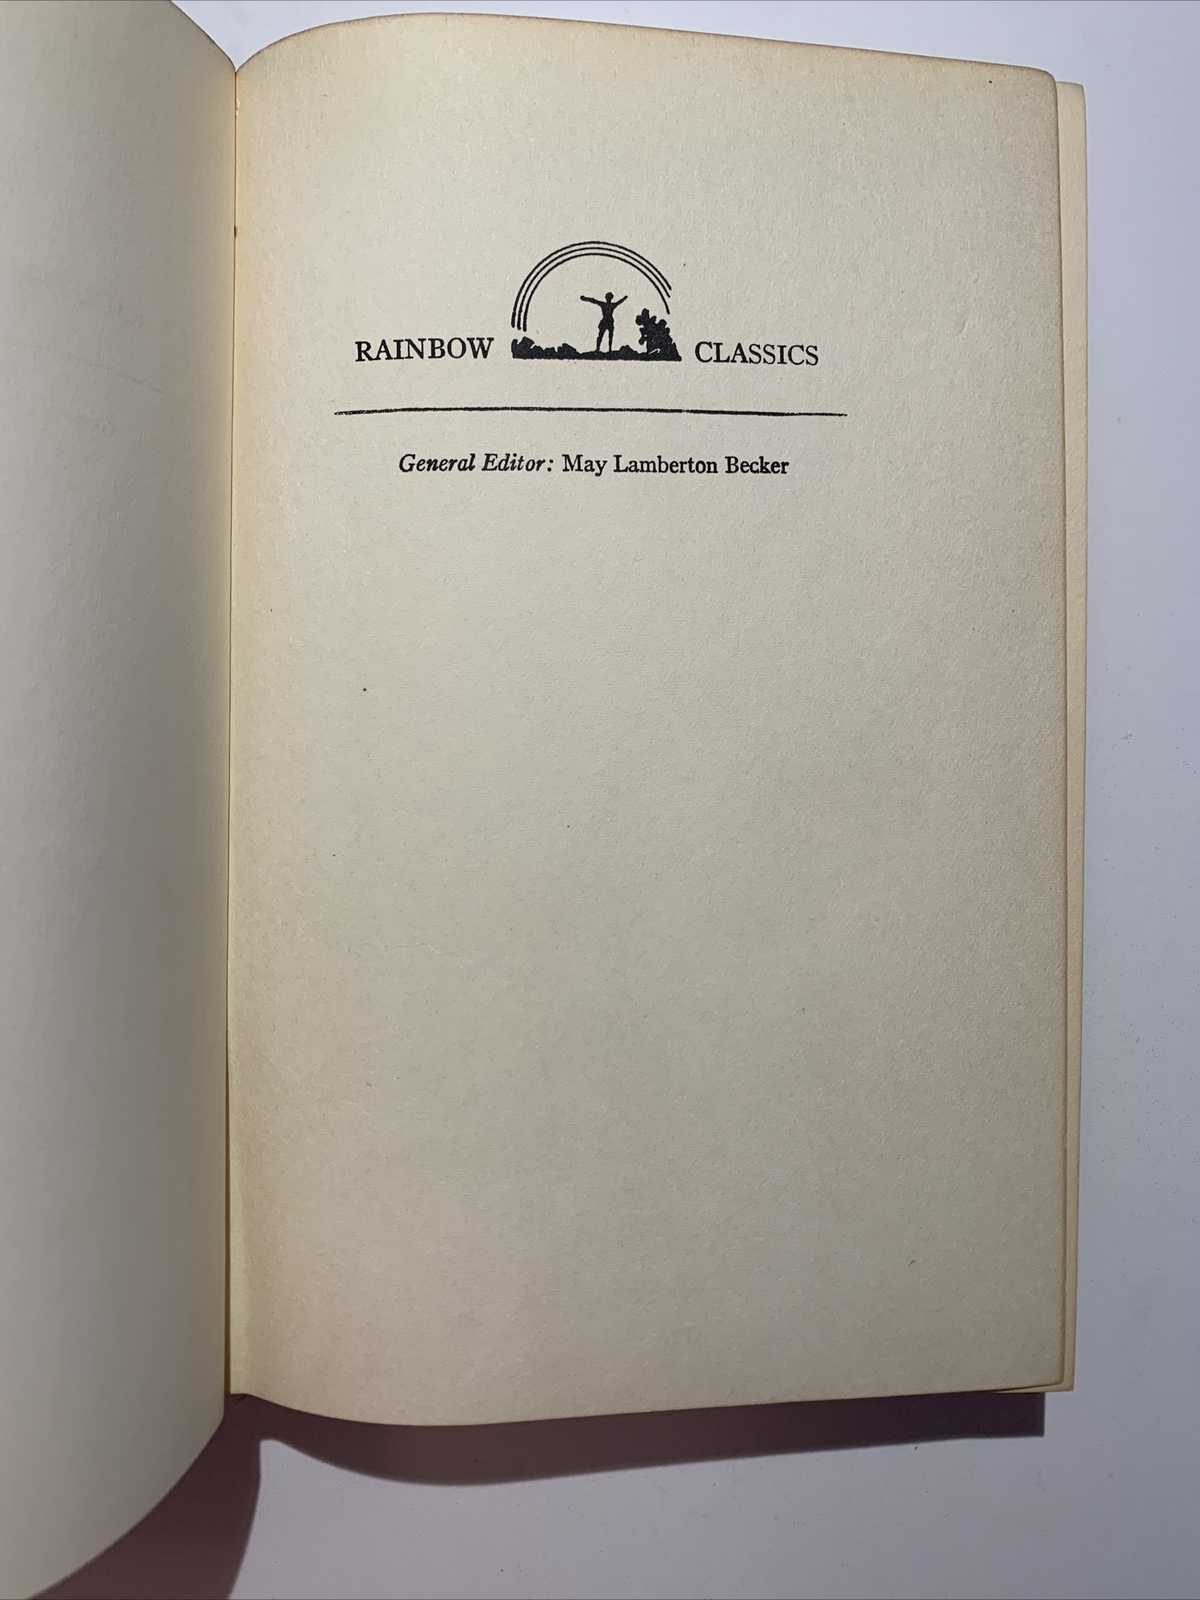 RAINBOW CLASSICS
General Editor: May Lamberton Becker